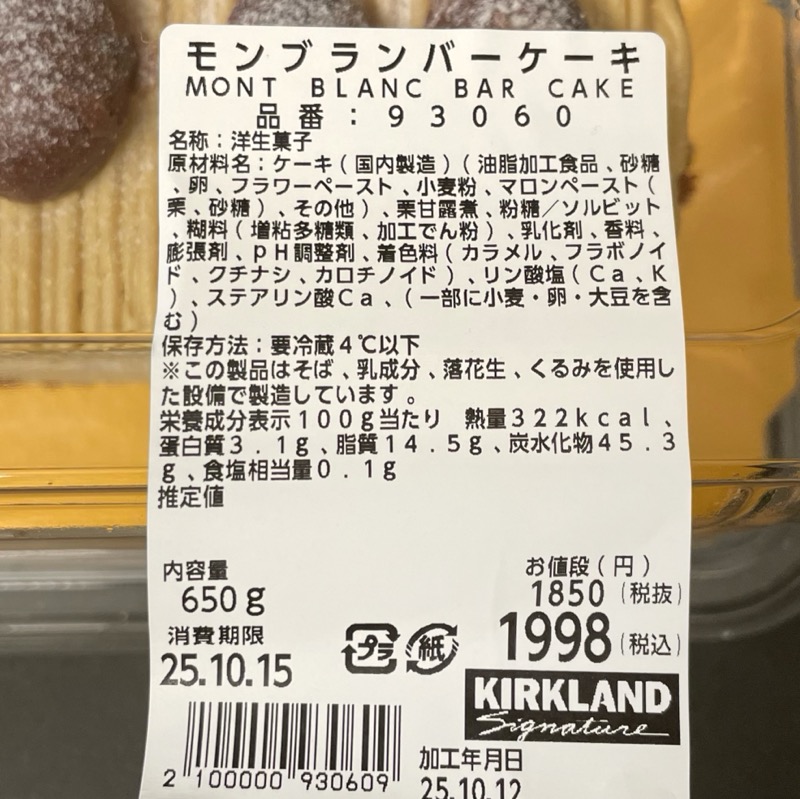 モンブランバーケーキ
MONT BLANC BAR CAKE
品番：93060
名称：洋生菓子
原材料名：ケーキ（国内製造）（油脂加工食品、砂糖
、卵、フラワーペースト、小麦粉、マロンペースト（
栗、砂糖）、その他）、栗甘露煮、粉糖／ソルビット
、糊料（増粘多糖類、加工でん粉）、乳化剤、香料、
膨張剤、ｐＨ調整剤、着色料（カラメル、フラボノイ
ド、クチナシ、カロチノイド）、リン酸塩（Ｃａ、Ｋ
）、ステアリン酸Ｃａ、（一部に小麦・卵・大豆を含
む）
保存方法：要冷蔵４℃以下
※この製品はそば、乳成分、落花生、くるみを使用し
た設備で製造しています。
栄養成分表示１００ｇ当たり　熱量３２２ｋｃａｌ、
蛋白質３．１ｇ、脂質１４．５ｇ、炭水化物４５．３
ｇ、食塩相当量０．１ｇ
推定値
内容量
650ｇ
お値段（円）
1850（税抜）
1998（税込）
消費期限
25.10.15
プラ
紙
KIRKLAND
Signature
2 100000 930609
加工年月日
25.10.12